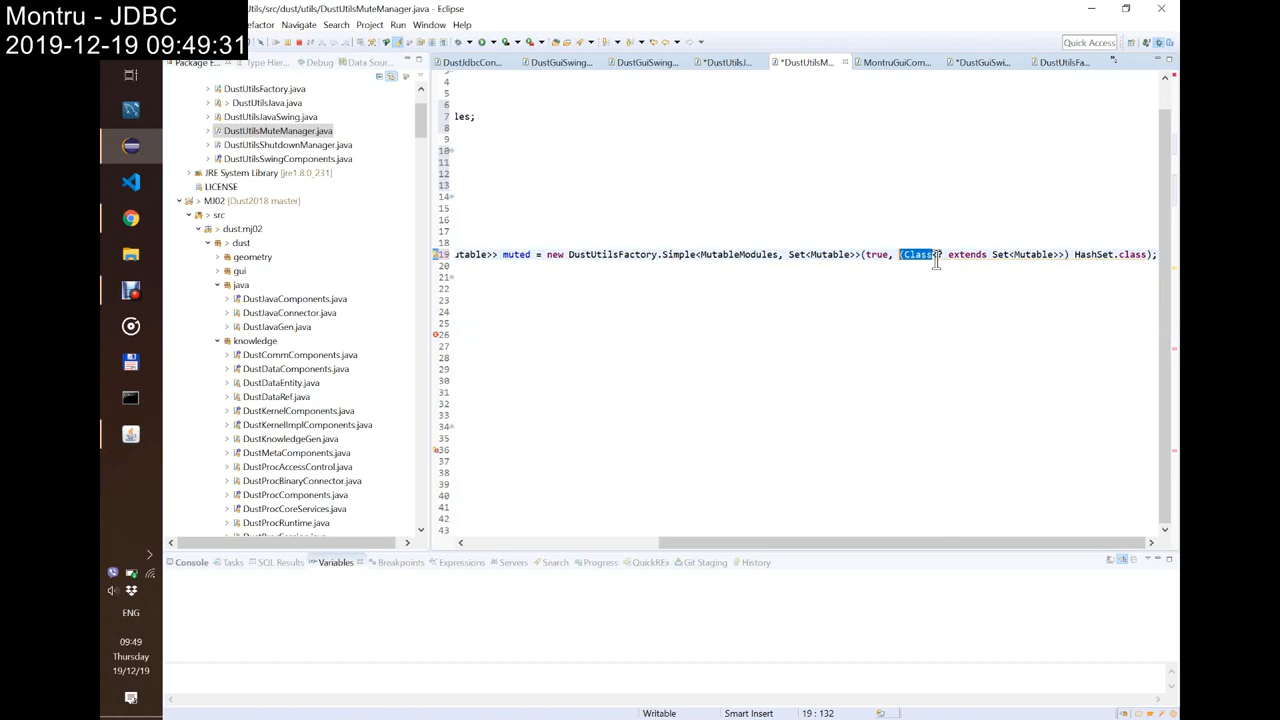 Montru - JDBC
2019-12-19 09:49:31
Utils/src/dust/utils/DustUtilsMuteManager.java - Eclipse
efactor Navigate Search Project Run Window Help
Quick Access
Package E... Type Hier... Debug Data Sour...
DustJdbcCon... DustGuiSwing... DustGuiSwing... *DustUtilsJ... *DustUtilsM... MontruGuiCom... *DustGuiSwi... DustUtilsFa...
DustUtilsFactory.java
> DustUtilsJava.java
DustUtilsJavaSwing.java
DustUtilsMuteManager.java
DustUtilsShutdownManager.java
DustUtilsSwingComponents.java
JRE System Library [jre1.8.0_231]
LICENSE
> MJ02 [Dust2018 master]
> src
> dust.mj02
> dust
geometry
gui
java
DustJavaComponents.java
DustJavaConnector.java
DustJavaGen.java
knowledge
DustCommComponents.java
DustDataComponents.java
DustDataEntity.java
DustDataRef.java
DustKernelComponents.java
DustKernelImplComponents.java
DustKnowledgeGen.java
DustMetaComponents.java
DustProcAccessControl.java
DustProcBinaryConnector.java
DustProcComponents.java
DustProcCoreServices.java
DustProcRuntime.java
4
5
6
7 les;
8
9
10
11
12
13
14
15
16
17
18
19 utable>> muted = new DustUtilsFactory.Simple<MutableModules, Set<Mutable>>(true, (Class<? extends Set<Mutable>>) HashSet.class);
20
21
22
23
24
25
26
27
28
29
30
31
32
33
34
35
36
37
38
39
40
41
42
43
Console Tasks SQL Results Variables Breakpoints Expressions Servers Search Progress QuickREx Git Staging History
ENG
09:49
Thursday
19/12/19
Writable Smart Insert 19 : 132